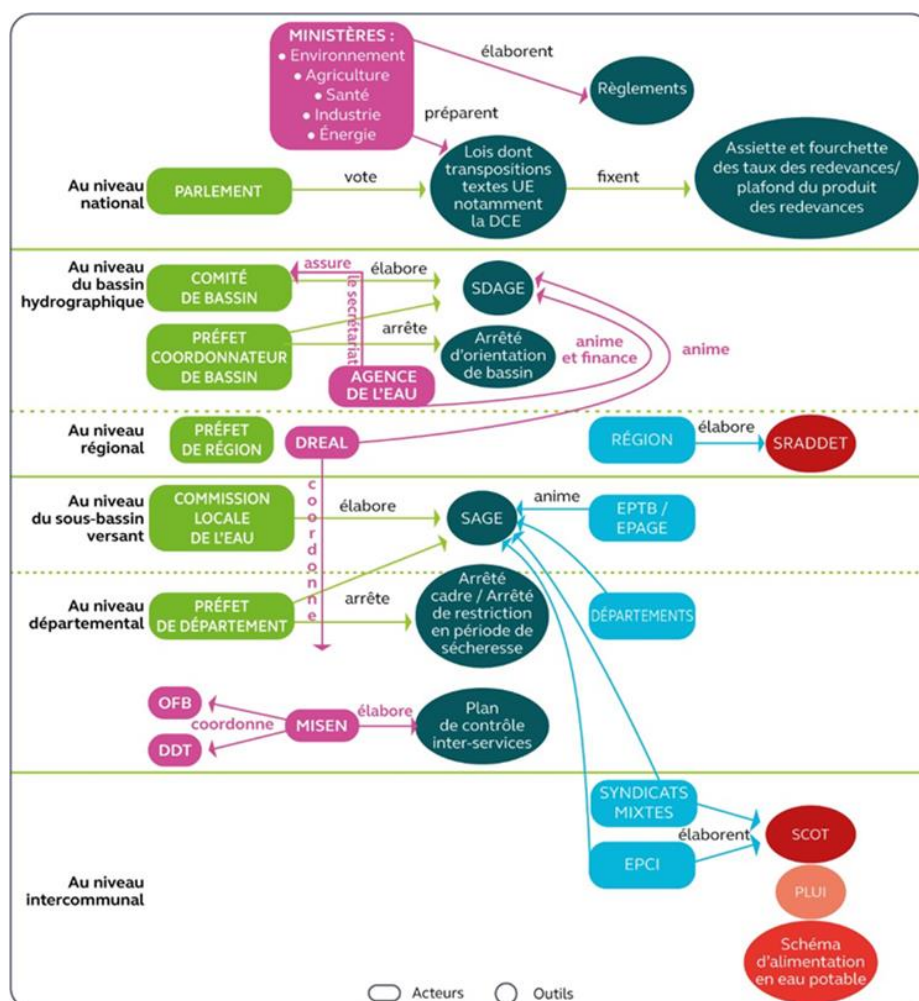 MINISTÈRES :
• Environnement
• Agriculture
• Santé
• Industrie
• Énergie
élaborent
Règlements
préparent
Au niveau
national
PARLEMENT
vote
Lois dont
transpositions
textes UE
notamment
la DCE
fixent
Assiette et fourchette
des taux des redevances/
plafond du produit
des redevances
Au niveau
du bassin
hydrographique
COMITÉ
DE BASSIN
assure
le secrétariat
élabore
SDAGE
PRÉFET
COORDONNATEUR
DE BASSIN
arrête
Arrêté
d'orientation
de bassin
anime
et finance
anime
AGENCE
DE L'EAU
Au niveau
régional
PRÉFET
DE RÉGION
DREAL
RÉGION
élabore
SRADDET
coordonne
Au niveau
du sous-bassin
versant
COMMISSION
LOCALE
DE L'EAU
élabore
SAGE
anime
EPTB /
EPAGE
Au niveau
départemental
PRÉFET
DE DÉPARTEMENT
arrête
Arrêté
cadre / Arrêté
de restriction
en période de
sécheresse
DÉPARTEMENTS
OFB
coordonne
DDT
MISEN
élabore
Plan
de contrôle
inter-services
Au niveau
intercommunal
SYNDICATS
MIXTES
élaborent
EPCI
SCOT
PLUI
Schéma
d'alimentation
en eau potable
Acteurs
Outils